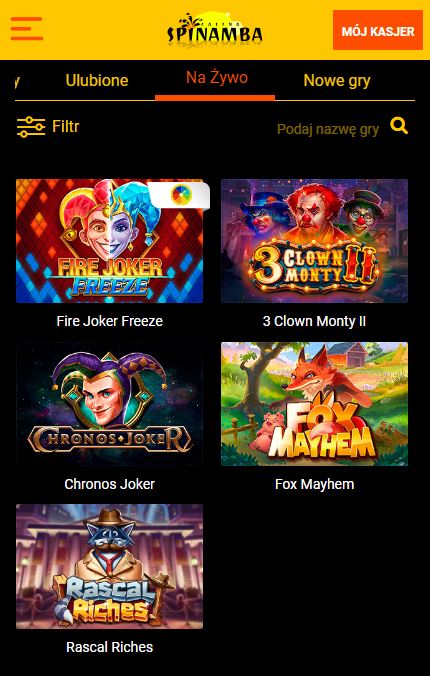 CASINO
SPINAMBA
MÓJ KASJER
y
Ulubione
Na Żywo
Nowe gry
Filtr
Podaj nazwę gry
FIRE JOKER
FREEZE
3 CLOWN
MONTY II
Fire Joker Freeze
3 Clown Monty II
CHRONOS JOKER
FOX
MAYHEM
Chronos Joker
Fox Mayhem
Rascal
Riches
Rascal Riches